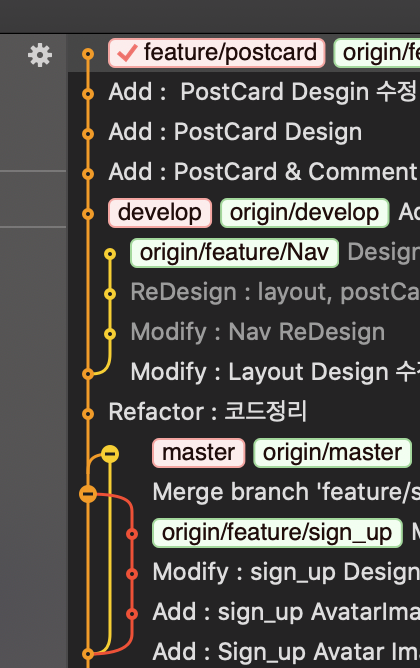 feature/postcard origin/fe
Add : PostCard Desgin 수정
Add : PostCard Design
Add : PostCard & Comment
develop origin/develop Ad
origin/feature/Nav Design
ReDesign : layout, postCa
Modify : Nav ReDesign
Modify : Layout Design 수
Refactor : 코드정리
master origin/master
Merge branch 'feature/s
origin/feature/sign_up M
Modify : sign_up Design
Add : sign_up AvatarIma
Add : Sign_up Avatar Im